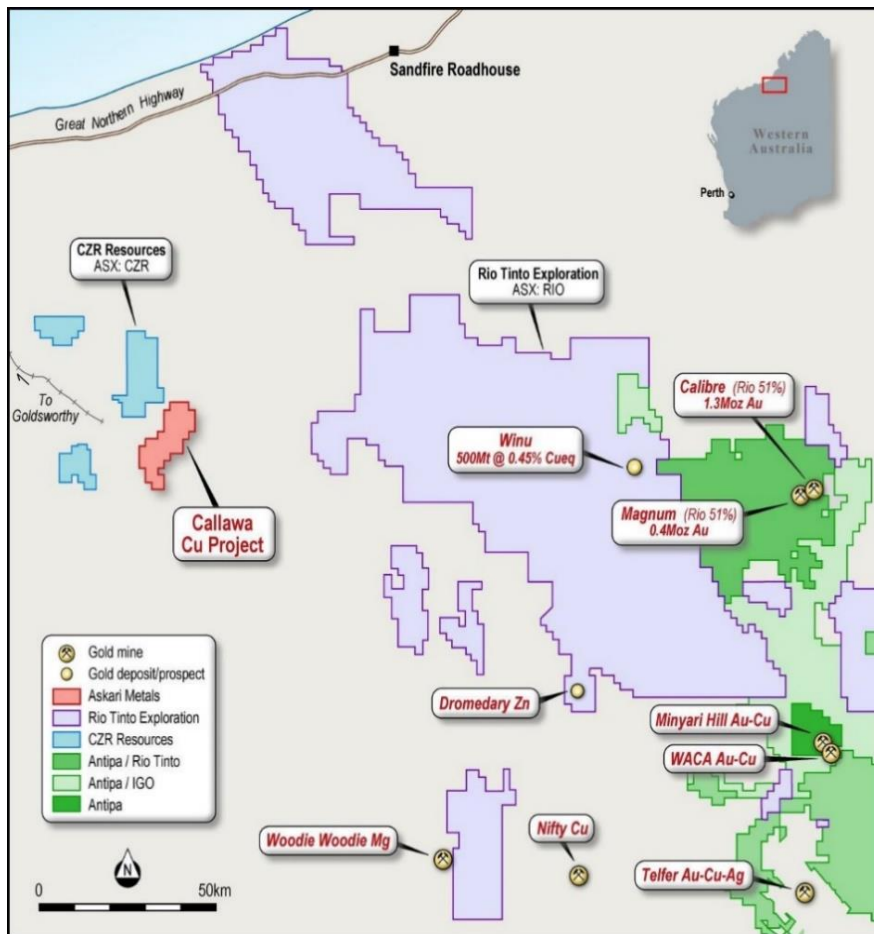 Sandfire Roadhouse
Great Northern Highway
Western
Australia
Perth
CZR Resources
ASX: CZR
Rio Tinto Exploration
ASX: RIO
To
Goldsworthy
Calibre (Rio 51%)
1.3Moz Au
Winu
500Mt @ 0.45% Cueq
Magnum (Rio 51%)
0.4Moz Au
Callawa
Cu Project
Gold mine
Gold deposit/prospect
Askari Metals
Rio Tinto Exploration
CZR Resources
Antipa / Rio Tinto
Antipa / IGO
Antipa
Dromedary Zn
Minyari Hill Au-Cu
WACA Au-Cu
Woodie Woodie Mg
Nifty Cu
Telfer Au-Cu-Ag
N
0 50km